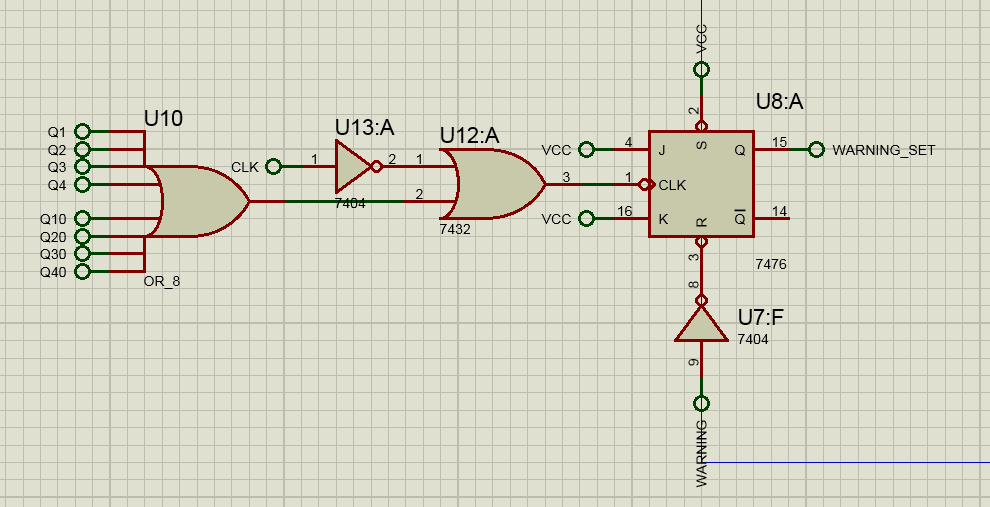 VCC
U8:A
U10
U13:A
U12:A
2
Q1
Q2
Q3
Q4
CLK
1
2
1
VCC
4
J
S
Q
15
WARNING_SET
7404
2
3
1
CLK
Q10
Q20
Q30
Q40
VCC
16
K
R
Q
14
7432
OR_8
3
7476
8
U7:F
7404
9
WARNING